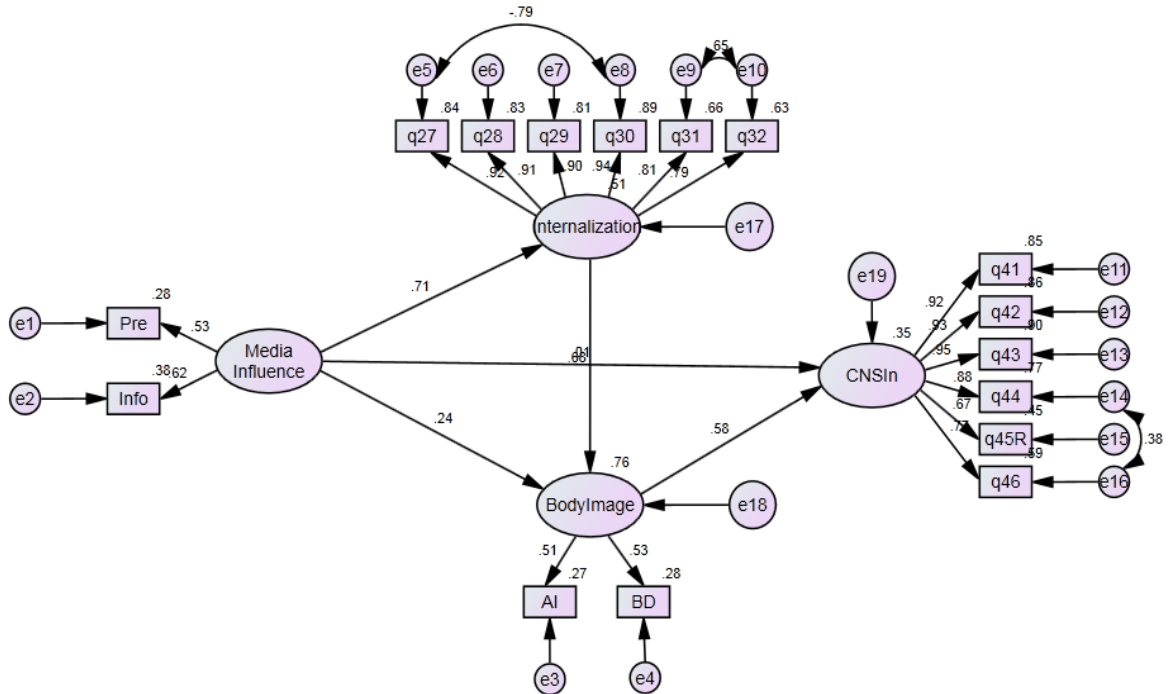 -.79
.65
e5 e6 e7 e8 e9 e10
.84 .83 .81 .89 .66 .63
q27 q28 q29 q30 q31 q32
.92 .91 .90 .94 .81 .79
.51
nternalization
e17
.71
e19
.85
q41 e11
.86
.92 q42 e12
.93 .90
.35 .95 q43 e13
.77
CNSIn .88 q44 e14
.67 .45
.77 q45R e15 .38
.59
q46 e16
.28
e1 Pre .53
Media
Influence
.38 .62
e2 Info
.01
.66
.24
.58
.76
BodyImage
e18
.51 .53
.27 .28
AI BD
e3 e4